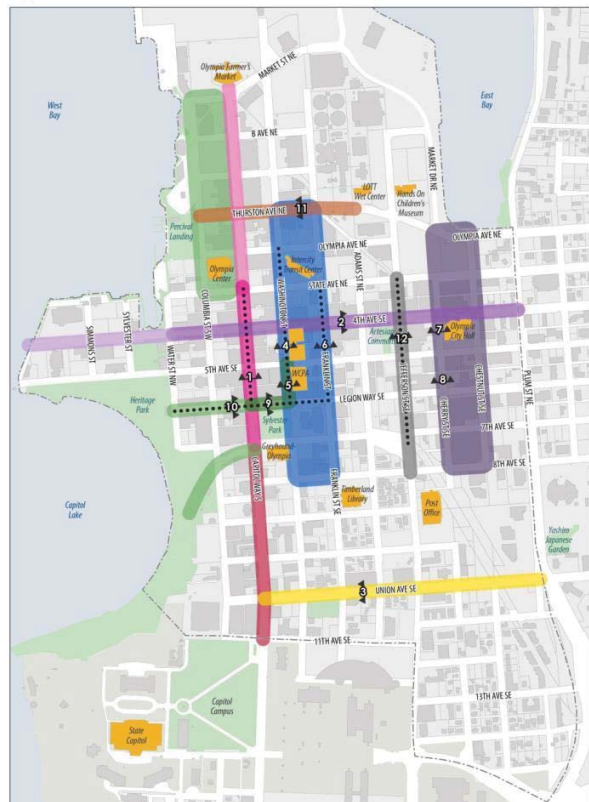 Olympia Farmer's
Market
MARKET ST NE
West
Bay
East
Bay
B AVE NE
MARKET DR NE
LOTT
Wet Center
Hands On
Children's
Museum
11
THURSTON AVE NE
Percival
Landing
OLYMPIA AVE NE
OLYMPIA AVE NE
ADAMS ST NE
Intercity
Transit Center
Olympia
Center
STATE AVE NE
COLUMBIA ST NW
WASHINGTON ST
4TH AVE SE
2
SYLVESTER ST
SIMMONS ST
WATER ST NW
Artesian
Commons
12
7
Olympia
City Hall
4
6
5TH AVE SW
WCPA
FRANKLIN ST
JEFFERSON ST SE
CHESTNUT ST SE
PLUM ST NE
1
5
8
CHERRY ST SE
Heritage
Park
LEGION WAY SE
10
9
Sylvester
Park
7TH AVE SE
Greyhound-
Olympia
8TH AVE SE
Capitol
Lake
CAPITOL WAY S
FRANKLIN ST SE
Timberland
Library
Post
Office
Yashiro
Japanese
Garden
3
UNION AVE SE
11TH AVE SE
Capitol
Campus
13TH AVE SE
State
Capitol